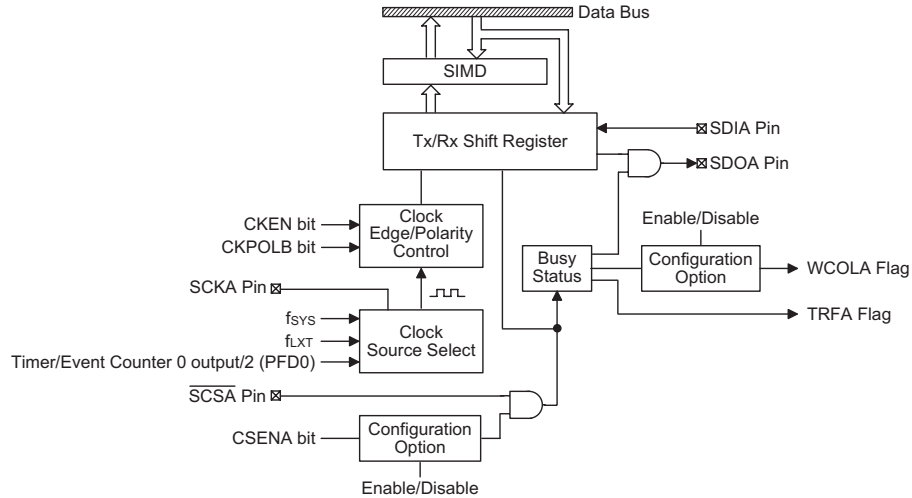 Data Bus
SIMD
Tx/Rx Shift Register
SDIA Pin
SDOA Pin
CKEN bit
CKPOLB bit
Clock
Edge/Polarity
Control
Enable/Disable
Busy
Status
Configuration
Option
WCOLA Flag
TRFA Flag
SCKA Pin
fSYS
fLXT
Timer/Event Counter 0 output/2 (PFD0)
Clock
Source Select
SCSA Pin
CSENA bit
Configuration
Option
Enable/Disable